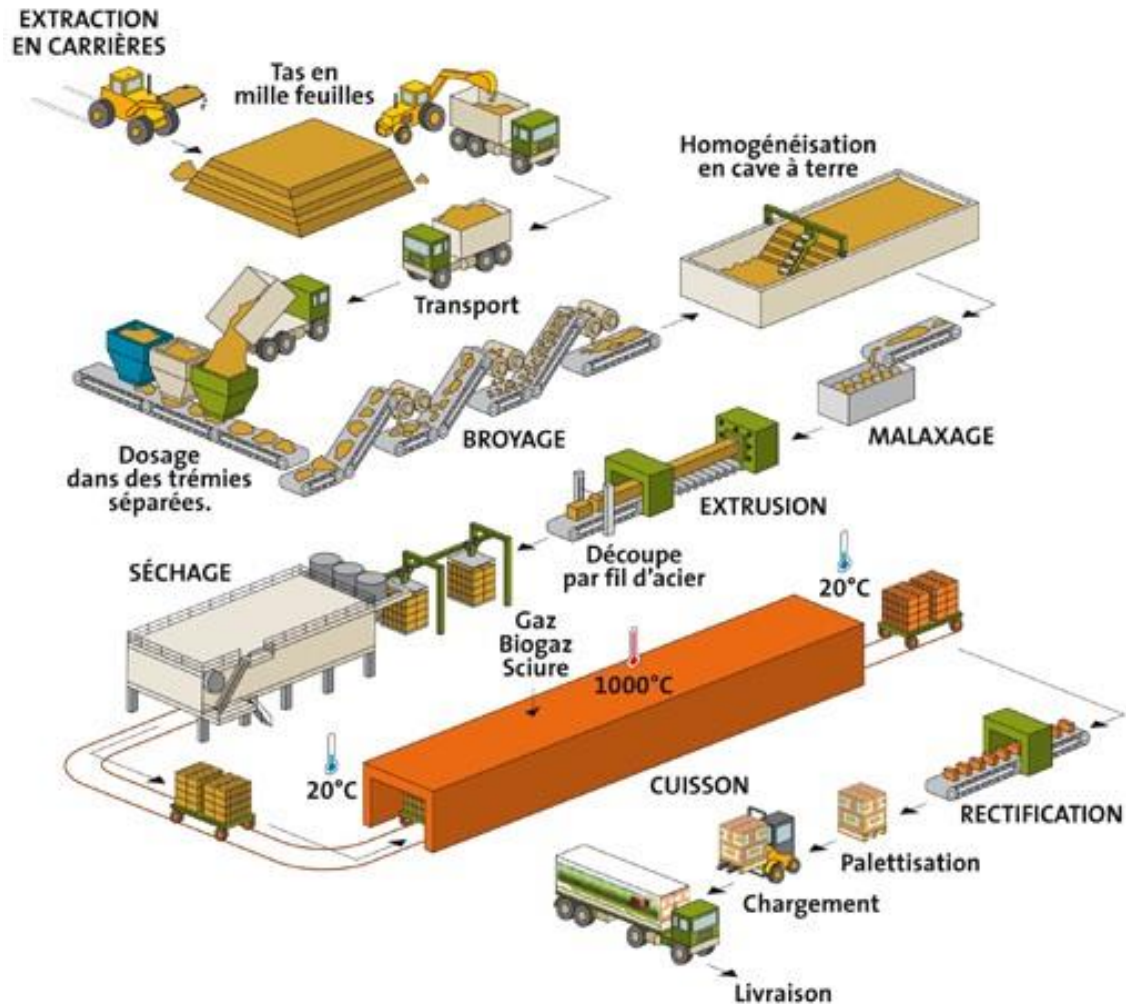 EXTRACTION
EN CARRIÈRES
Tas en
mille feuilles
Homogénéisation
en cave à terre
Transport
Dosage
dans des trémies
séparées.
BROYAGE
MALAXAGE
EXTRUSION
Découpe
par fil d'acier
SÉCHAGE
20°C
Gaz
Biogaz
Sciure
1000°C
20°C
CUISSON
RECTIFICATION
Palettisation
Chargement
Livraison